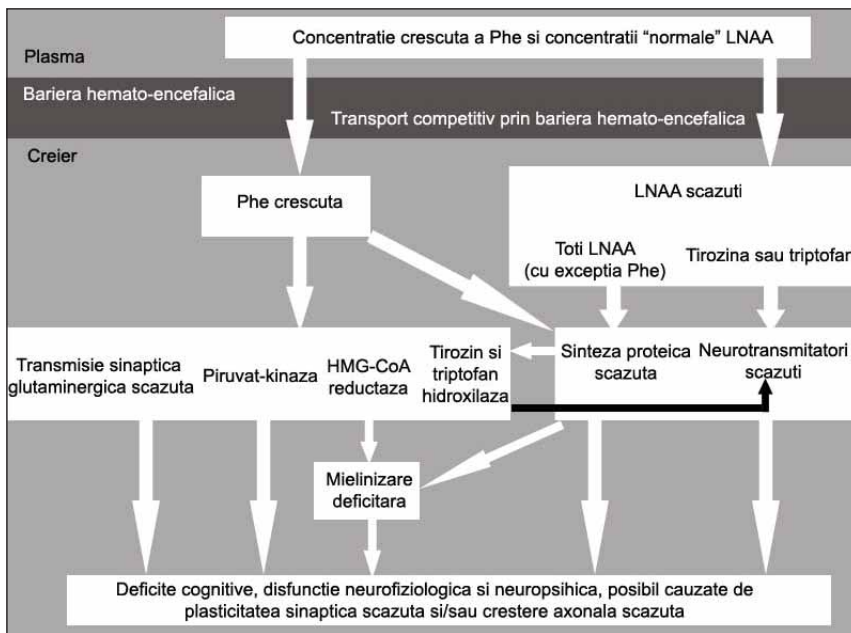 Concentratie crescuta a Phe si concentratii “normale” LNAA
Plasma
Bariera hemato-encefalica
Transport competitiv prin bariera hemato-encefalica
Creier
Phe crescuta
LNAA scazuti
Toti LNAA
(cu exceptia Phe)
Tirozina sau triptofan
Transmisie sinaptica
glutaminergica scazuta
Piruvat-kinaza
HMG-CoA
reductaza
Tirozin si
triptofan
hidroxilaza
Sinteza proteica
scazuta
Neurotransmitatori
scazuti
Mielinizare
deficitara
Deficite cognitive, disfunctie neurofiziologica si neuropsihica, posibil cauzate de
plasticitatea sinaptica scazuta si/sau crestere axonala scazuta